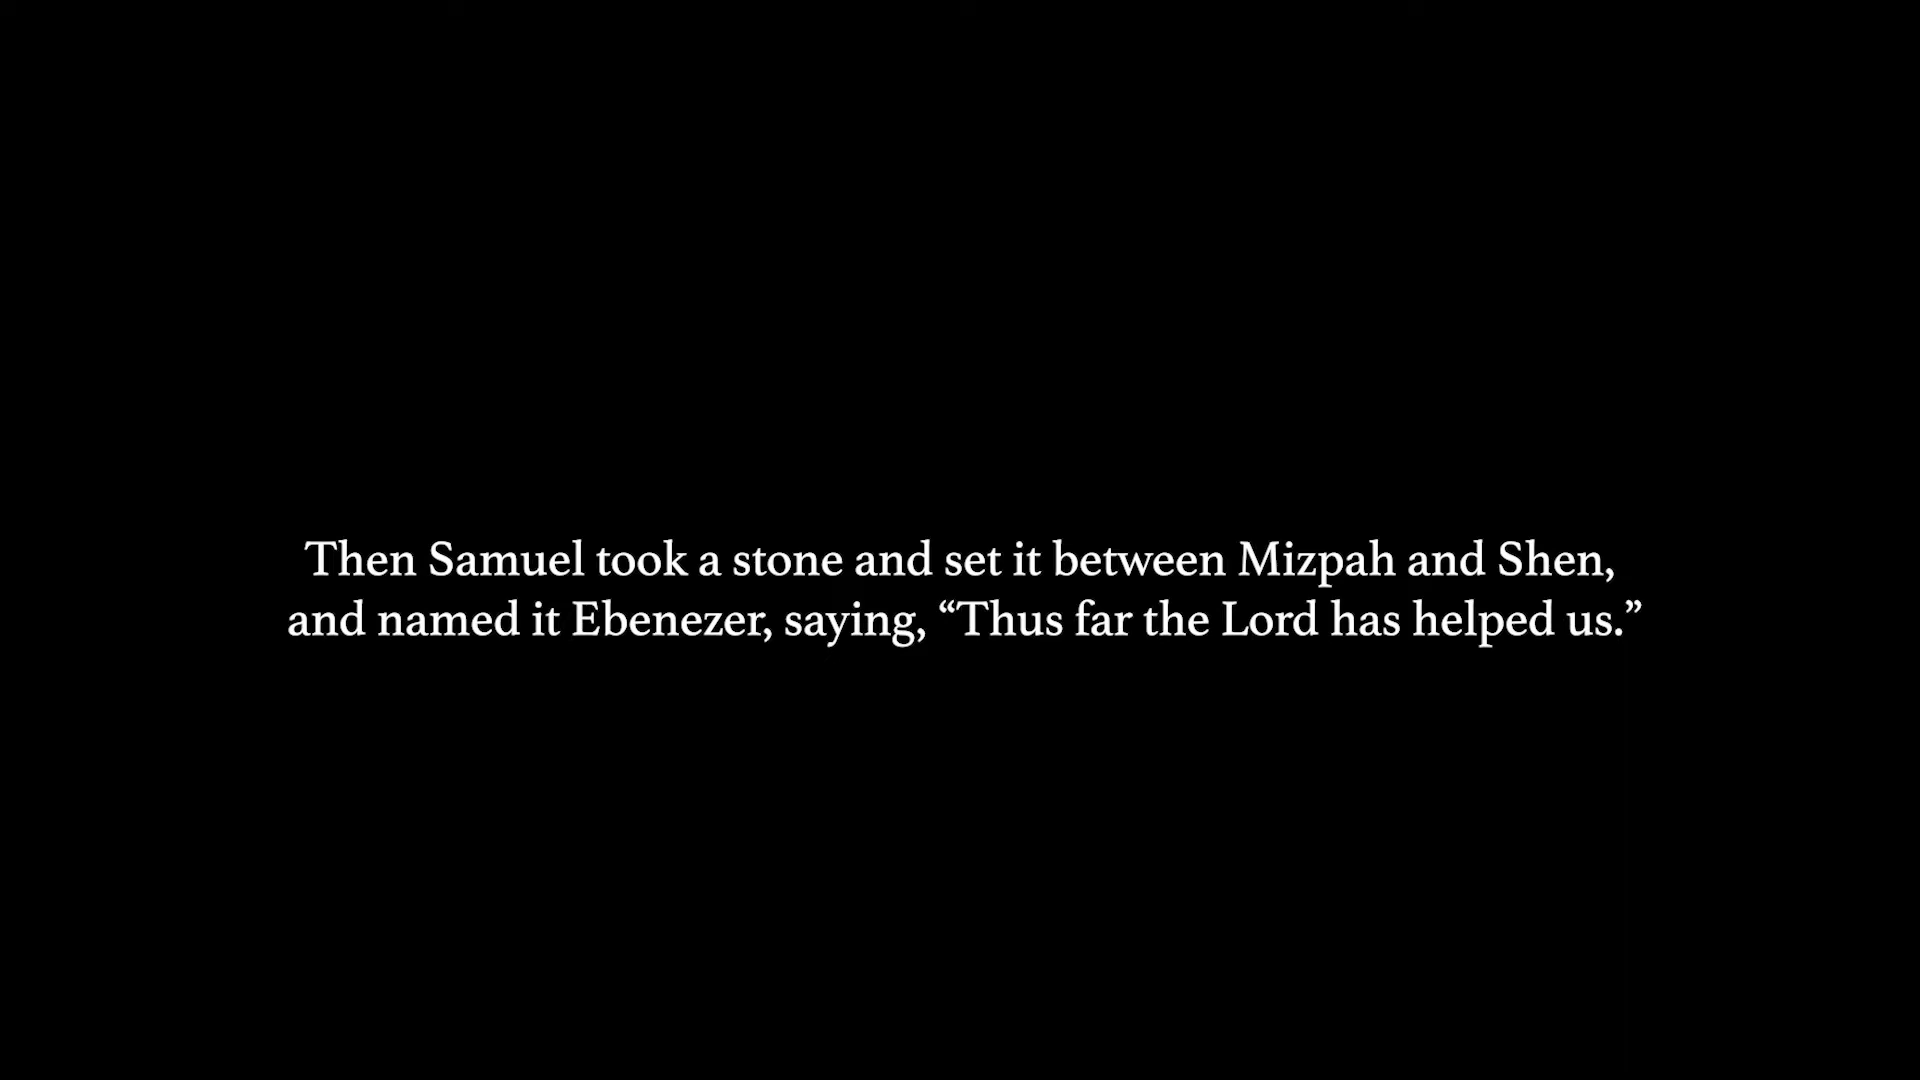 Then Samuel took a stone and set it between Mizpah and Shen,
and named it Ebenezer, saying, “Thus far the Lord has helped us.”